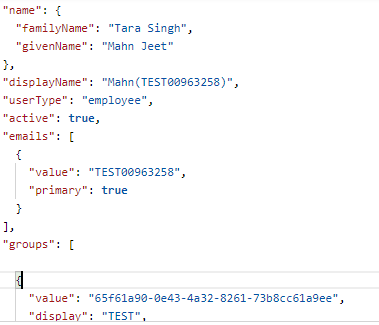 "name": {
"familyName": "Tara Singh",
"givenName": "Mahn Jeet"
},
"displayName": "Mahn(TEST00963258)",
"userType": "employee",
"active": true,
"emails": [
{
"value": "TEST00963258",
"primary": true
}
],
"groups": [
{
"value": "65f61a90-0e43-4a32-8261-73b8cc61a9ee",
"display": "TEST",